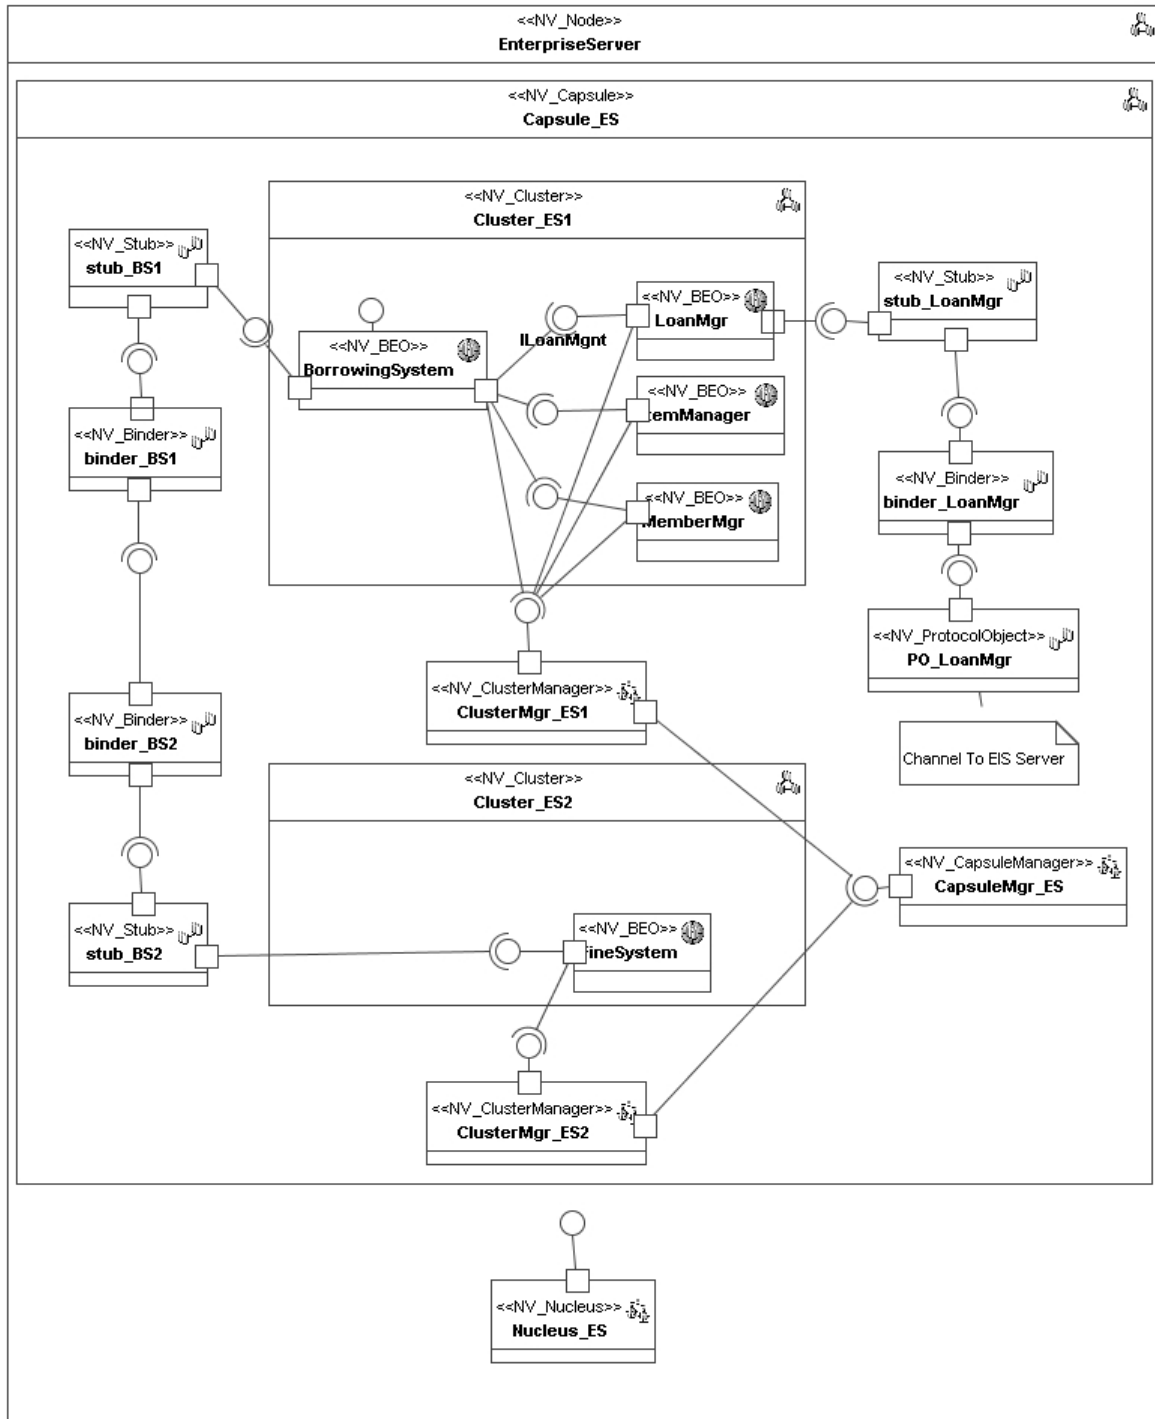 <<NV_Node>>
EnterpriseServer
<<NV_Capsule>>
Capsule_ES
<<NV_Cluster>>
Cluster_ES1
<<NV_Stub>>
stub_BS1
<<NV_BEO>>
BorrowingSystem
ILoanMgnt
<<NV_BEO>>
LoanMgr
<<NV_Stub>>
stub_LoanMgr
<<NV_BEO>>
temManager
<<NV_Binder>>
binder_BS1
<<NV_BEO>>
MemberMgr
<<NV_Binder>>
binder_LoanMgr
<<NV_ProtocolObject>>
PO_LoanMgr
<<NV_ClusterManager>>
ClusterMgr_ES1
<<NV_Binder>>
binder_BS2
Channel To EIS Server
<<NV_Cluster>>
Cluster_ES2
<<NV_CapsuleManager>>
CapsuleMgr_ES
<<NV_Stub>>
stub_BS2
<<NV_BEO>>
FineSystem
<<NV_ClusterManager>>
ClusterMgr_ES2
<<NV_Nucleus>>
Nucleus_ES